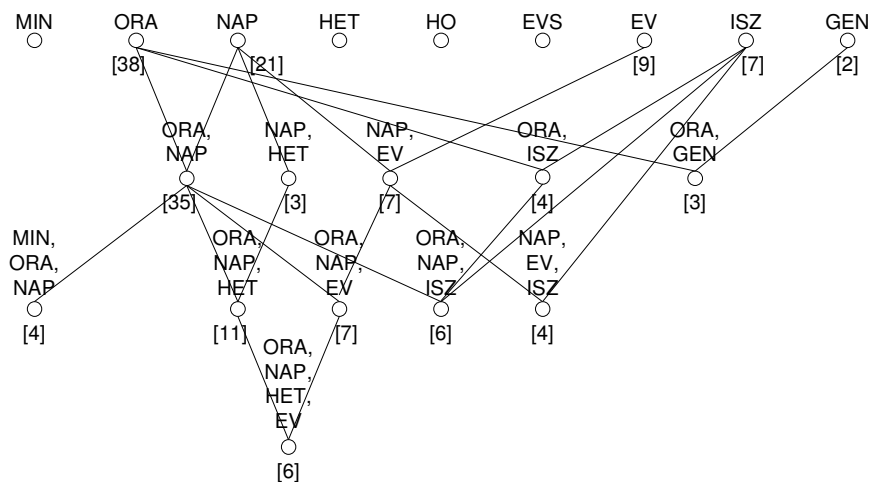 MIN ORA NAP HET HO EVS EV ISZ GEN
[38] [21] [9] [7] [2]
ORA, NAP, NAP, ORA, ORA,
NAP HET EV ISZ GEN
[35] [3] [7] [4] [3]
MIN, ORA, ORA, ORA, NAP,
ORA, NAP, NAP, NAP, EV,
NAP HET EV ISZ ISZ
[4] [11] [7] [6] [4]
ORA,
NAP,
HET,
EV
[6]